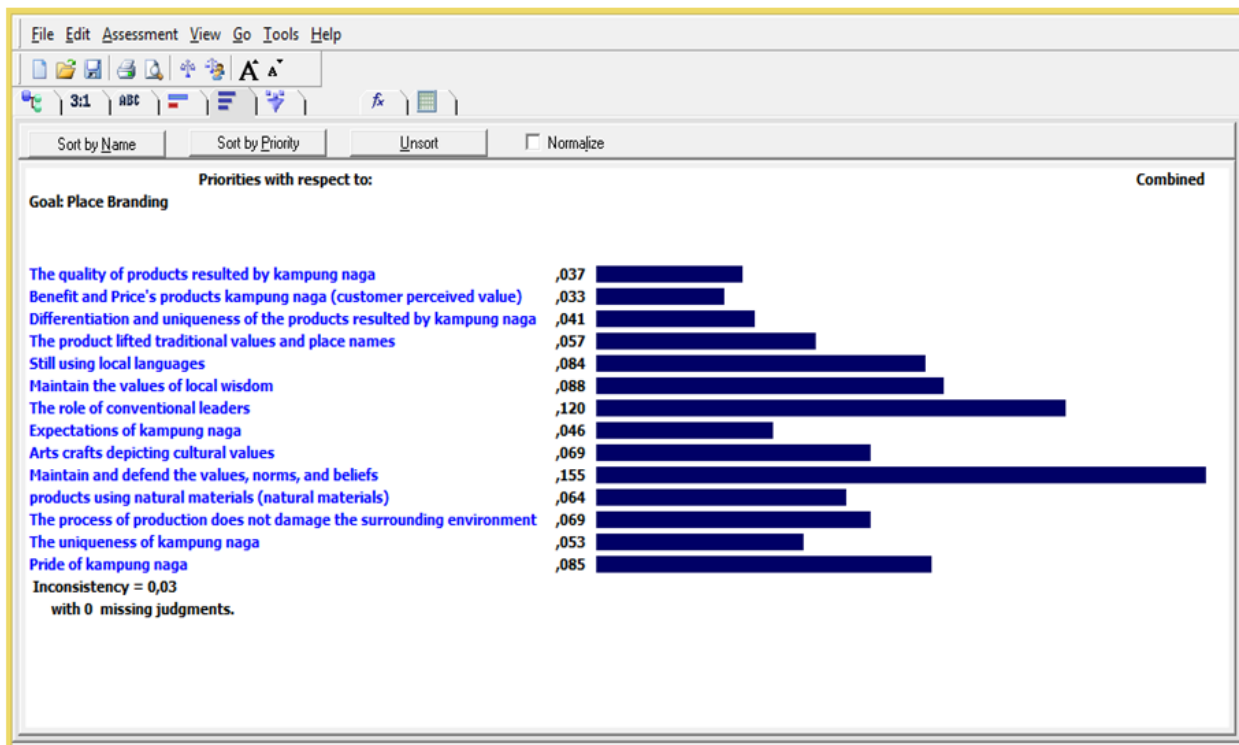 File Edit Assessment View Go Tools Help
A A
3:1 ABC fx
Sort by Name Sort by Priority Unsort Normalize
Priorities with respect to: Combined
Goal: Place Branding
The quality of products resulted by kampung naga ,037
Benefit and Price's products kampung naga (customer perceived value) ,033
Differentiation and uniqueness of the products resulted by kampung naga ,041
The product lifted traditional values and place names ,057
Still using local languages ,084
Maintain the values of local wisdom ,088
The role of conventional leaders ,120
Expectations of kampung naga ,046
Arts crafts depicting cultural values ,069
Maintain and defend the values, norms, and beliefs ,155
products using natural materials (natural materials) ,064
The process of production does not damage the surrounding environment ,069
The uniqueness of kampung naga ,053
Pride of kampung naga ,085
Inconsistency = 0,03
with 0 missing judgments.